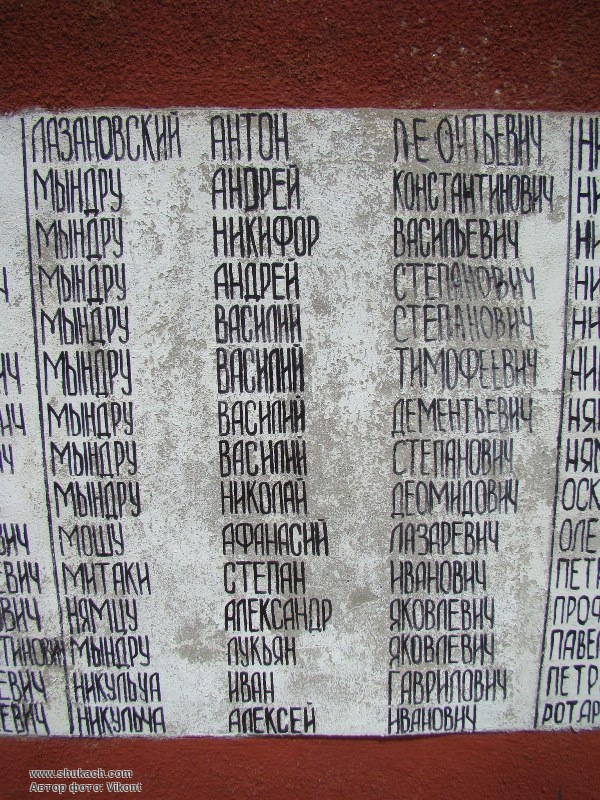 ЛАЗАНОВСКИЙ АНТОН ЛЕОНТЬЕВИЧ
МЫНДРУ АНДРЕЙ КОНСТАНТИНОВИЧ
МЫНДРУ НИКИФОР ВАСИЛЬЕВИЧ
МЫНДРУ АНДРЕЙ СТЕПАНОВИЧ
МЫНДРУ ВАСИЛИЙ СТЕПАНОВИЧ
МЫНДРУ ВАСИЛИЙ ТИМОФЕЕВИЧ
МЫНДРУ ВАСИЛИЙ ДЕМЕНТЬЕВИЧ
МЫНДРУ ВАСИЛИЙ СТЕПАНОВИЧ
МЫНДРУ НИКОЛАЙ ДЕОМИДОВИЧ
МОШУ АФАНАСИЙ ЛАЗАРЕВИЧ
МИТАКИ СТЕПАН ИВАНОВИЧ
НЯМЦУ АЛЕКСАНДР ЯКОВЛЕВИЧ
МЫНДРУ ЛУКЬЯН ЯКОВЛЕВИЧ
НИКУЛЬЧА ИВАН ГАВРИЛОВИЧ
НИКУЛЬЧА АЛЕКСЕЙ ИВАНОВИЧ
www.shukach.com
Автор фото: Vikont